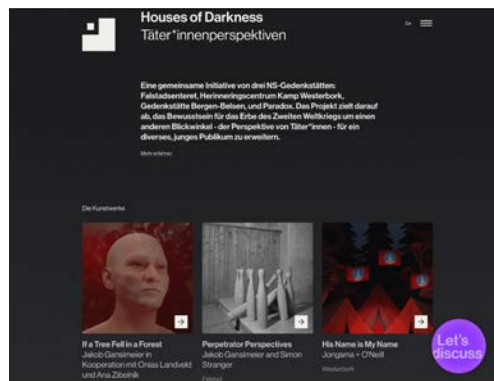 Houses of Darkness
Täter*innenperspektiven
De
Eine gemeinsame Initiative von drei NS-Gedenkstätten:
Falstadsenteret, Herinneringscentrum Kamp Westerbork,
Gedenkstätte Bergen-Belsen, und Paradox. Das Projekt zielt darauf
ab, das Bewusstsein für das Erbe des Zweiten Weltkriegs um einen
anderen Blickwinkel - der Perspektive von Täter*innen - für ein
diverses, junges Publikum zu erweitern.
Mehr erfahren
Die Kunstwerke
If a Tree Fell in a Forest
Jakob Ganslmeier in
Kooperation mit Onias Landveld
und Ana Zibelnik
Perpetrator Perspectives
Jakob Ganslmeier and Simon
Stranger
Falstad
His Name is My Name
Jongsma + O'Neill
Westerbork
Let's
discuss